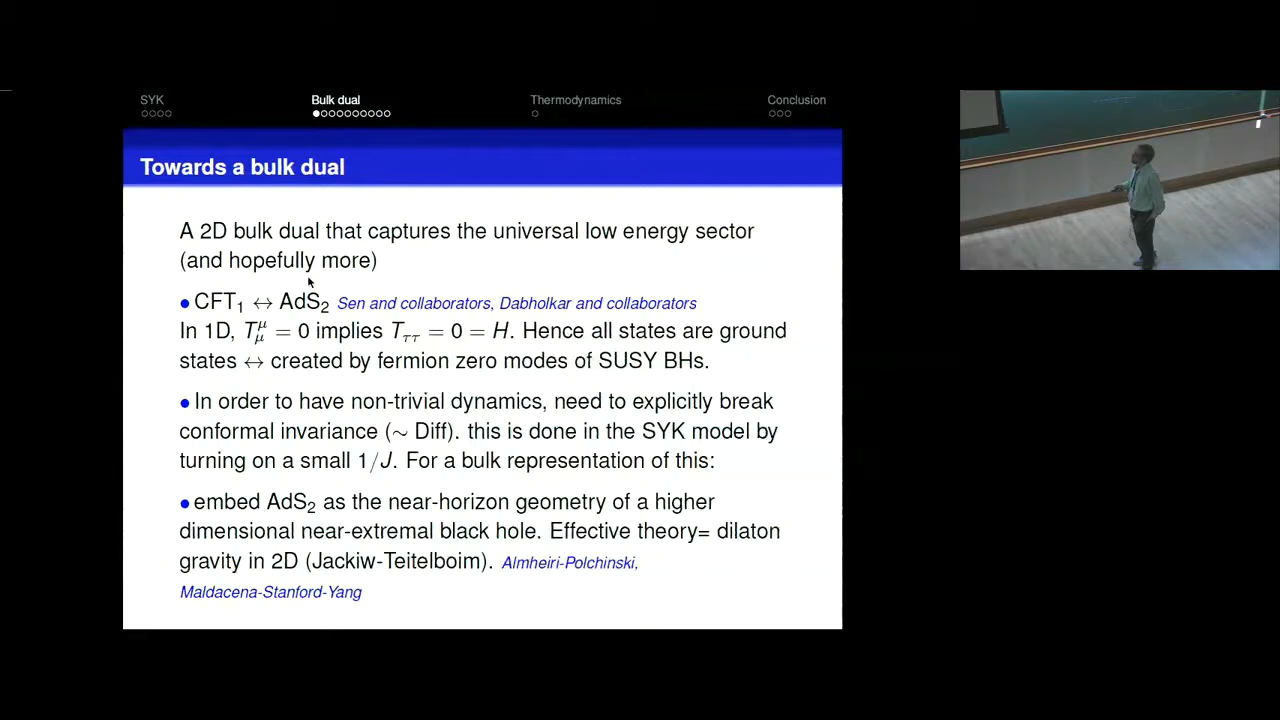 SYK
Bulk dual
Thermodynamics
Conclusion
Towards a bulk dual
A 2D bulk dual that captures the universal low energy sector
(and hopefully more)
• CFT₁ ↔ AdS₂ Sen and collaborators, Dabholkar and collaborators
In 1D, T^μ_μ = 0 implies T_ττ = 0 = H. Hence all states are ground
states ↔ created by fermion zero modes of SUSY BHs.
• In order to have non-trivial dynamics, need to explicitly break
conformal invariance (∼ Diff). this is done in the SYK model by
turning on a small 1/J. For a bulk representation of this:
• embed AdS₂ as the near-horizon geometry of a higher
dimensional near-extremal black hole. Effective theory= dilaton
gravity in 2D (Jackiw-Teitelboim). Almheiri-Polchinski,
Maldacena-Stanford-Yang